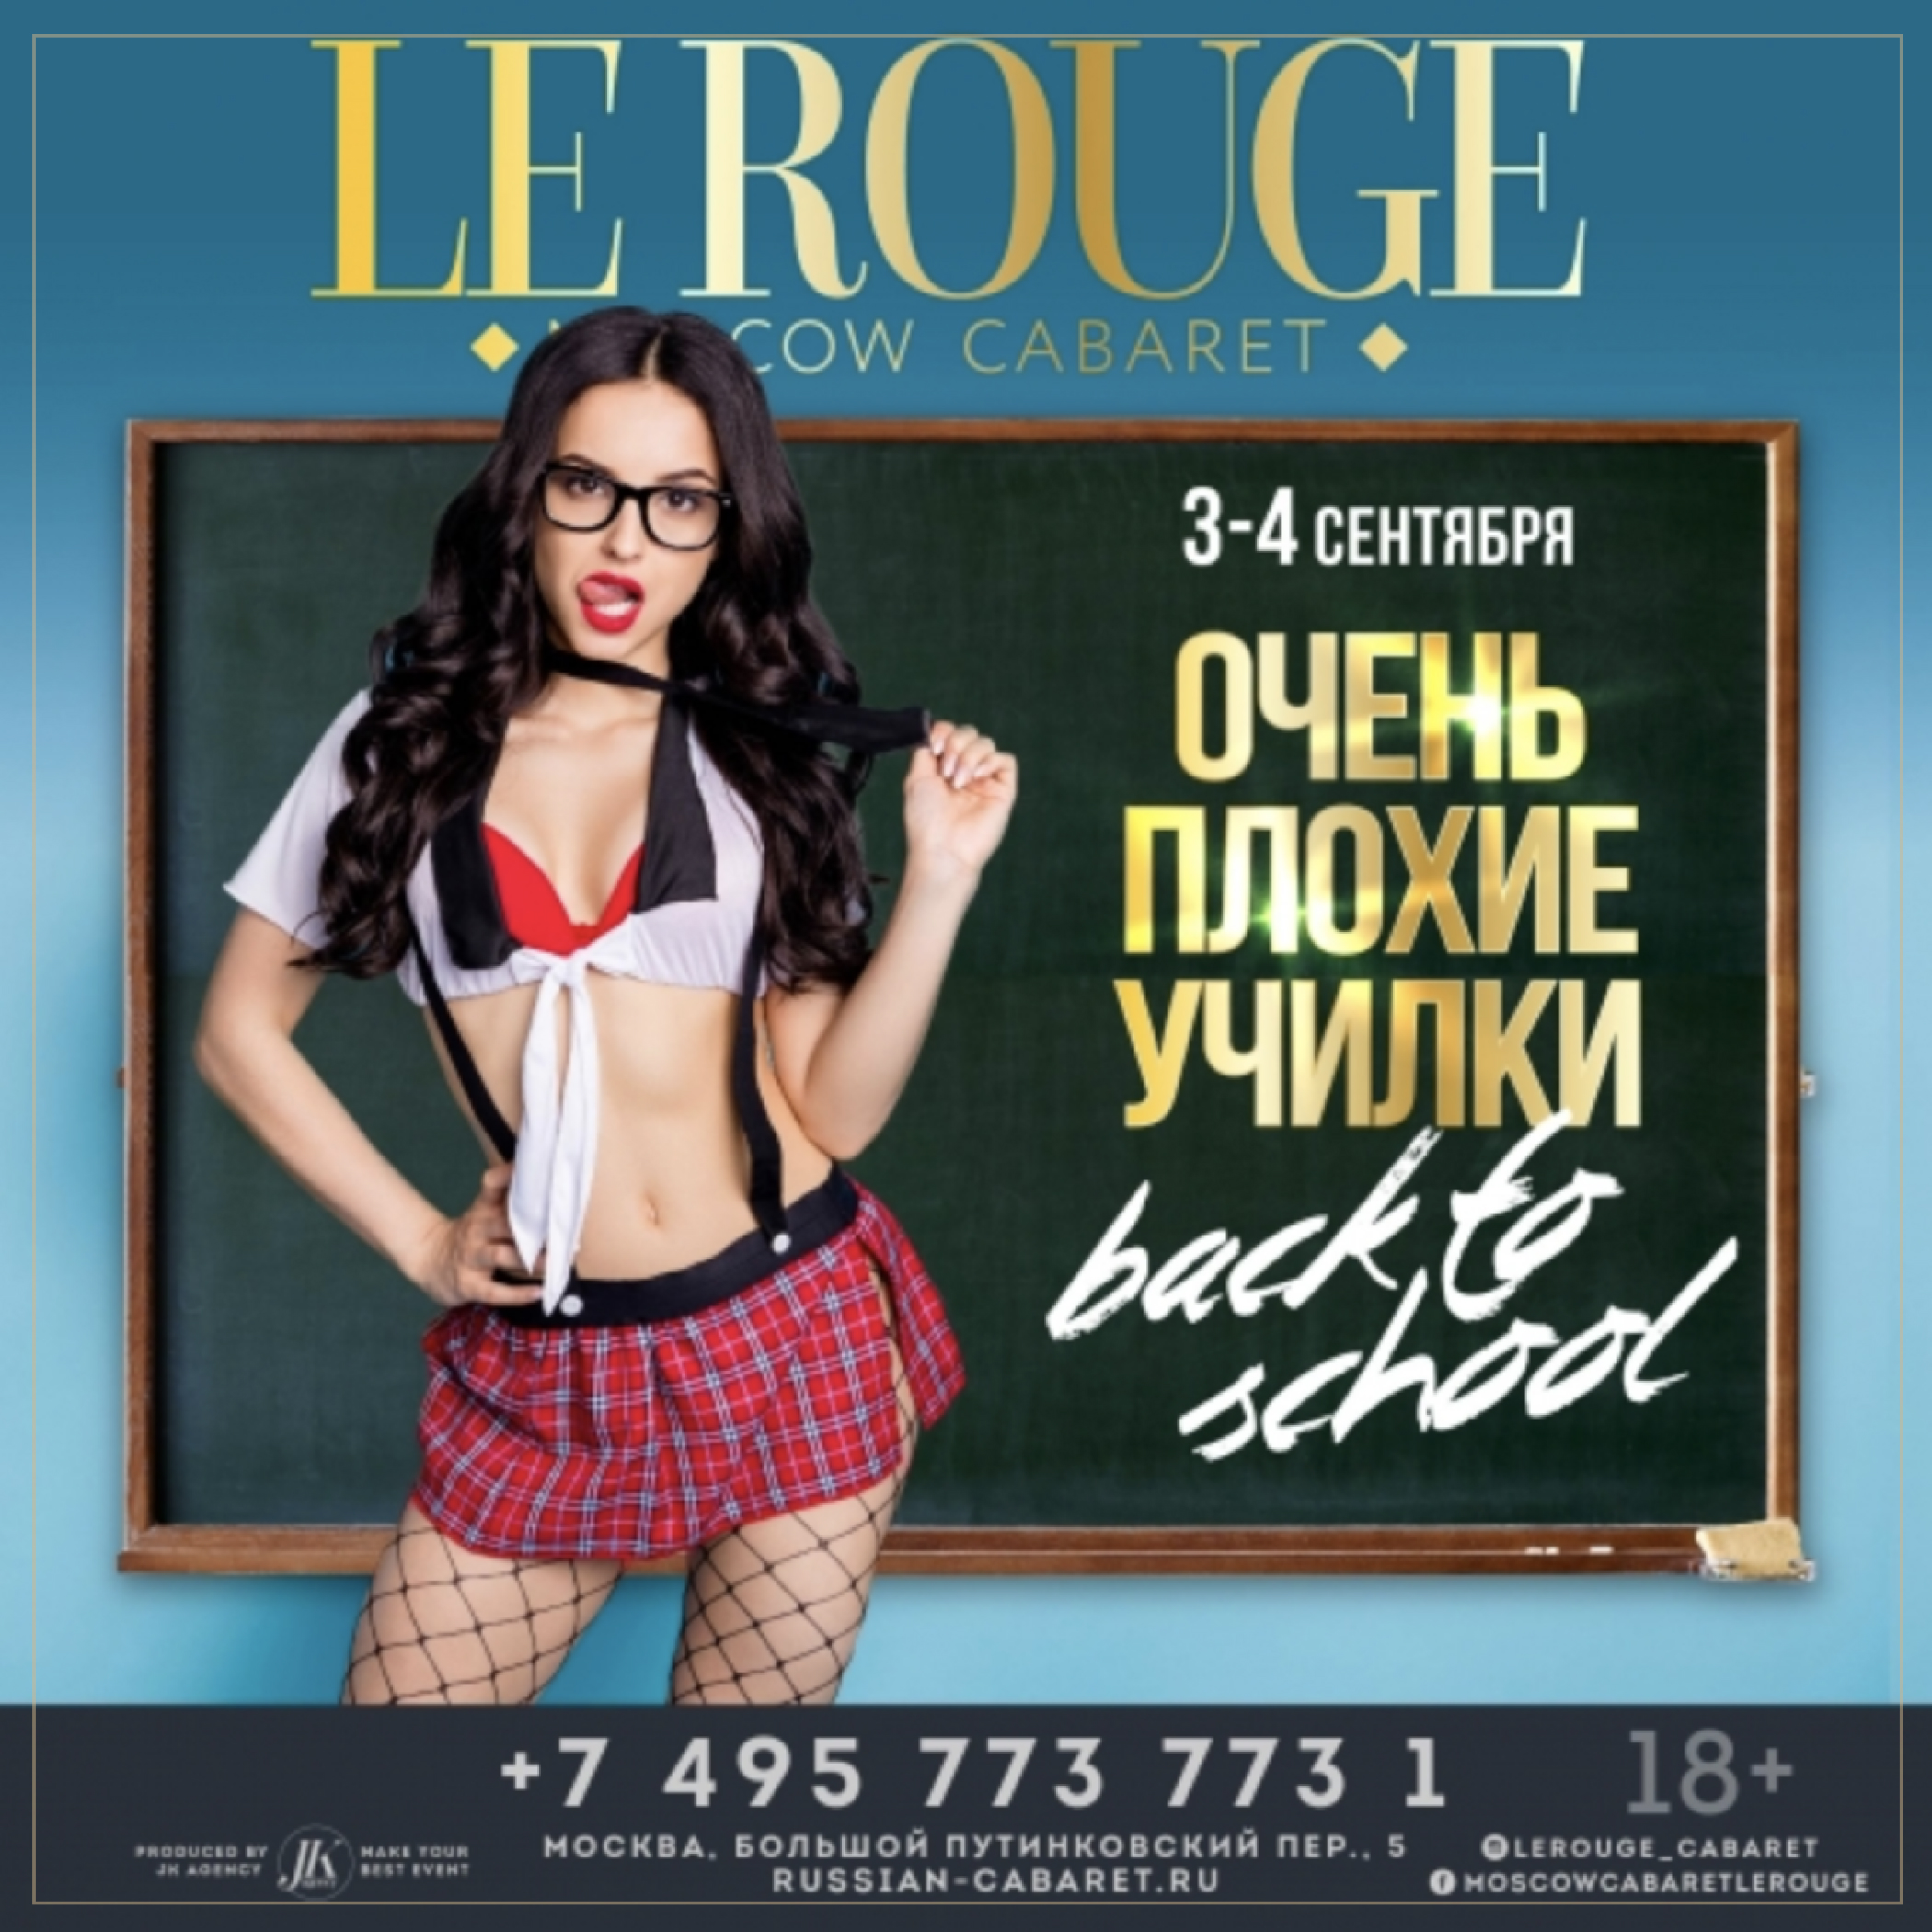 LE ROUGE
COW CABARET
3-4 СЕНТЯБРЯ
ОЧЕНЬ
ПЛОХИЕ
УЧИЛКИ
back to
school
+7 495 773 773 1
18+
PRODUCED BY
JK AGENCY
JK
MAKE YOUR
BEST EVENT
МОСКВА, БОЛЬШОЙ ПУТИНКОВСКИЙ ПЕР., 5
RUSSIAN-CABARET.RU
LEROUGE_CABARET
MOSCOWCABARETLEROUGE